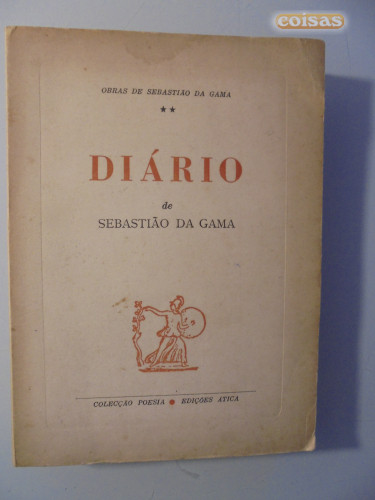 coisas
OBRAS DE SEBASTIÃO DA GAMA
★★
DIÁRIO
de
SEBASTIÃO DA GAMA
COLECÇÃO POESIA ● EDIÇÕES ÁTICA